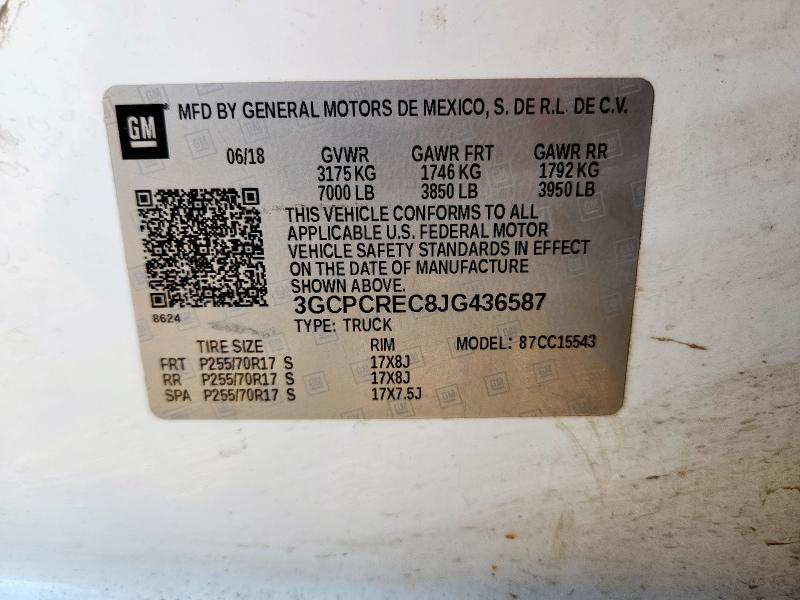 GM MFD BY GENERAL MOTORS DE MEXICO, S. DE R.L. DE C.V.
06/18 GVWR GAWR FRT GAWR RR
3175 KG 1746 KG 1792 KG
7000 LB 3850 LB 3950 LB
THIS VEHICLE CONFORMS TO ALL
APPLICABLE U.S. FEDERAL MOTOR
VEHICLE SAFETY STANDARDS IN EFFECT
ON THE DATE OF MANUFACTURE
SHOWN ABOVE.
3GCPCREC8JG436587
8624
TYPE: TRUCK
TIRE SIZE RIM MODEL: 87CC15543
FRT P255/70R17 S 17X8J
RR P255/70R17 S 17X8J
SPA P255/70R17 S 17X7.5J